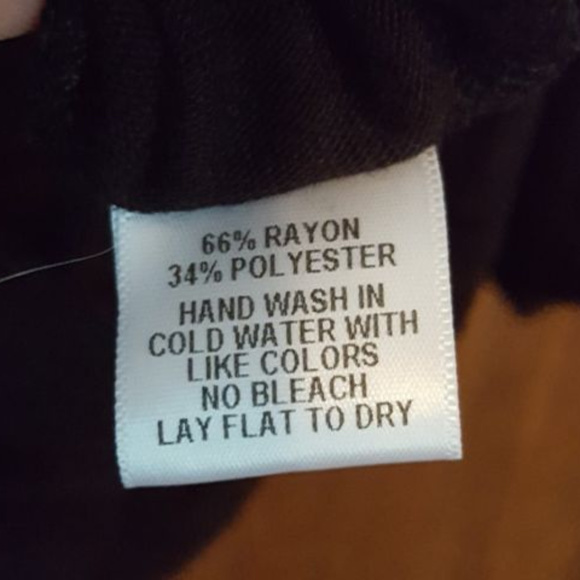 66% RAYON
34% POLYESTER
HAND WASH IN
COLD WATER WITH
LIKE COLORS
NO BLEACH
LAY FLAT TO DRY